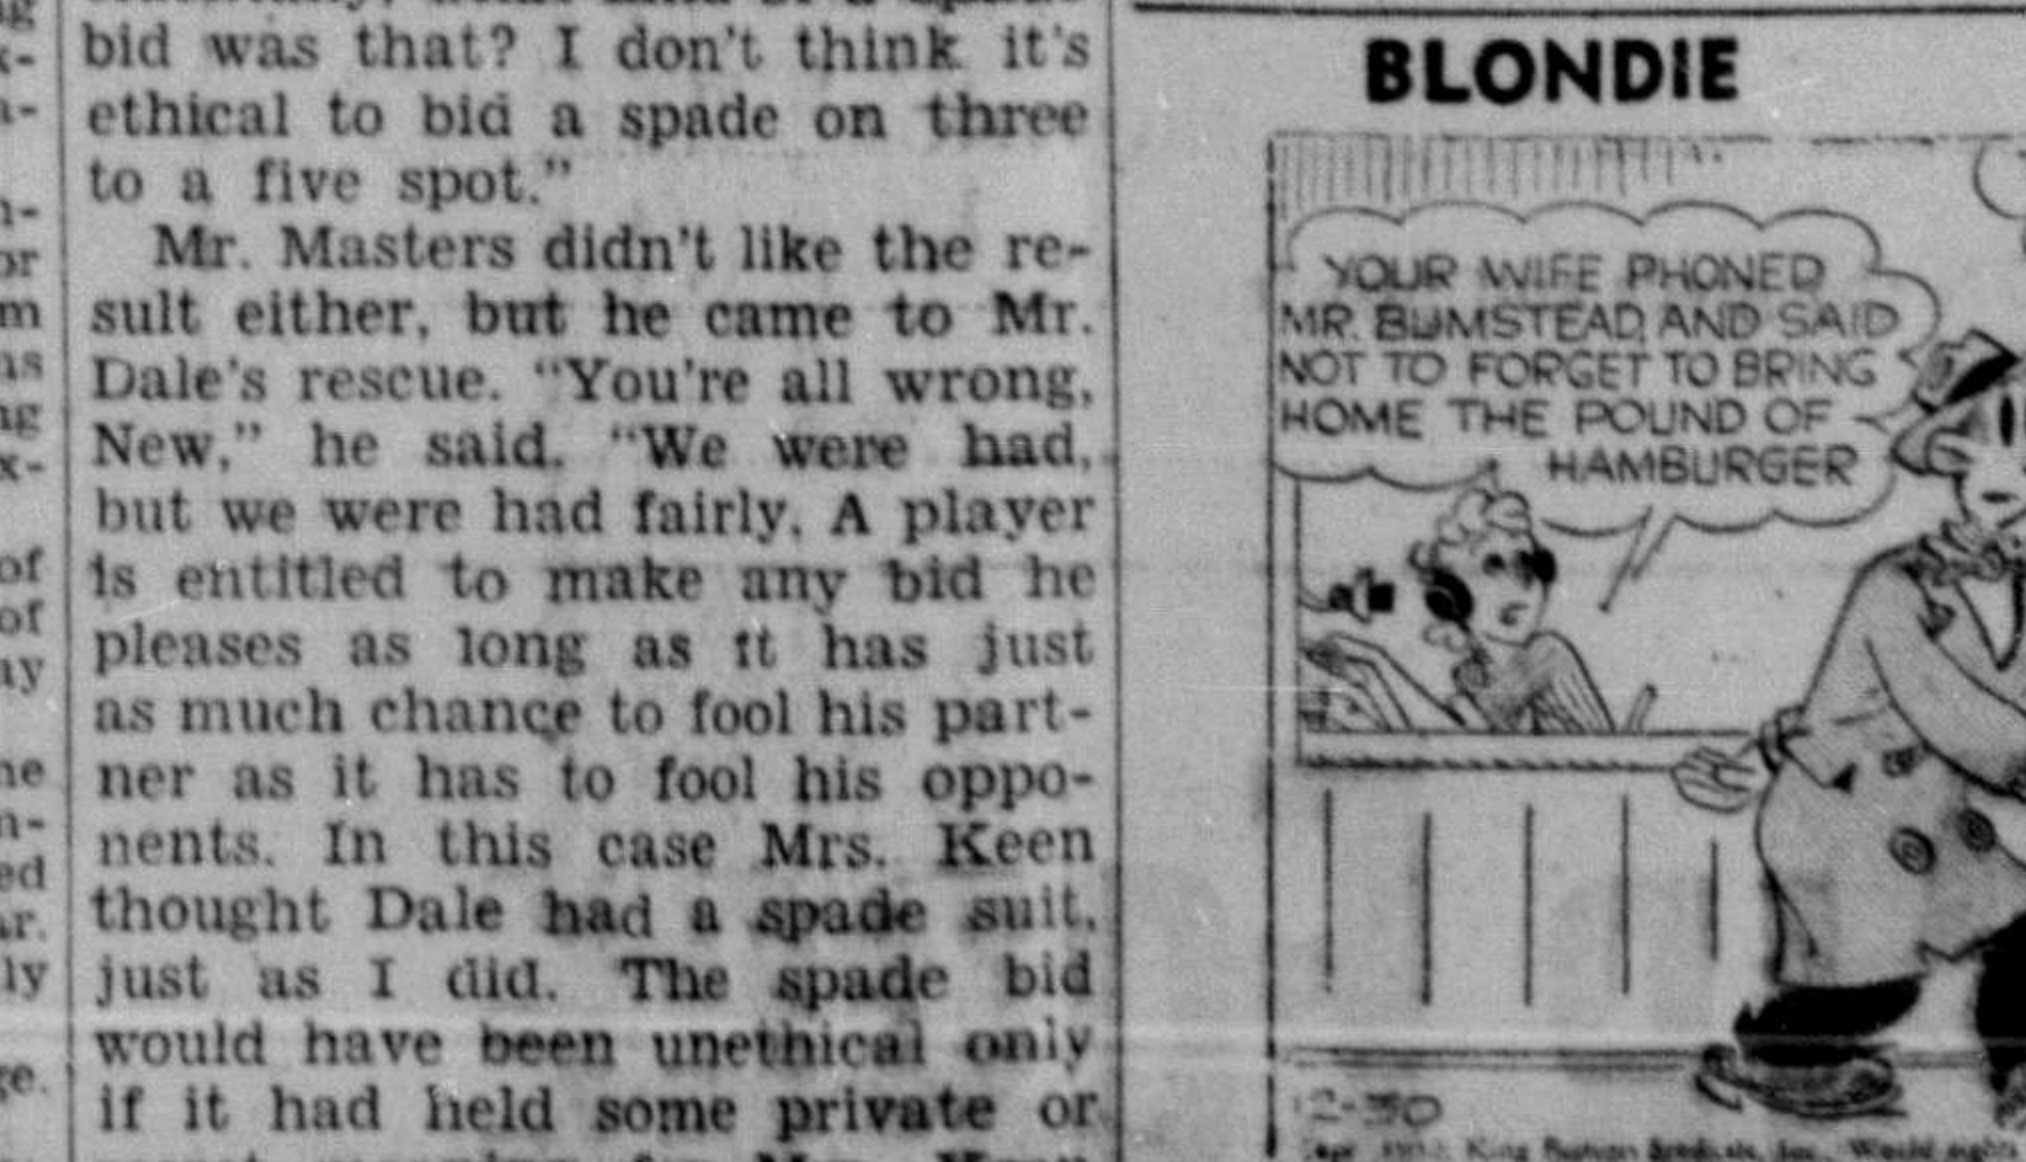 bid was that? I don't think it's
ethical to bid a spade on three
to a five spot."
Mr. Masters didn't like the re-
sult either, but he came to Mr.
Dale's rescue. "You're all wrong,
New," he said. "We were had,
but we were had fairly. A player
is entitled to make any bid he
pleases as long as it has just
as much chance to fool his part-
ner as it has to fool his oppo-
nents. In this case Mrs. Keen
thought Dale had a spade suit,
just as I did. The spade bid
would have been unethical only
if it had held some private or
BLONDIE
YOUR WIFE PHONED
MR. BUMSTEAD, AND SAID
NOT TO FORGET TO BRING
HOME THE POUND OF
HAMBURGER
12-30
King Features Syndicate, Inc., World rights